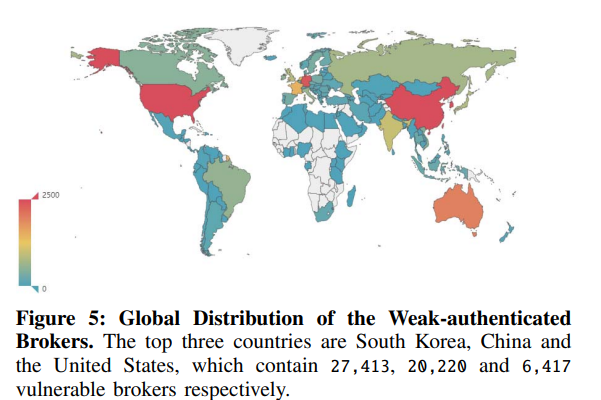 2500
0
Figure 5: Global Distribution of the Weak-authenticated
Brokers. The top three countries are South Korea, China and
the United States, which contain 27,413, 20,220 and 6,417
vulnerable brokers respectively.